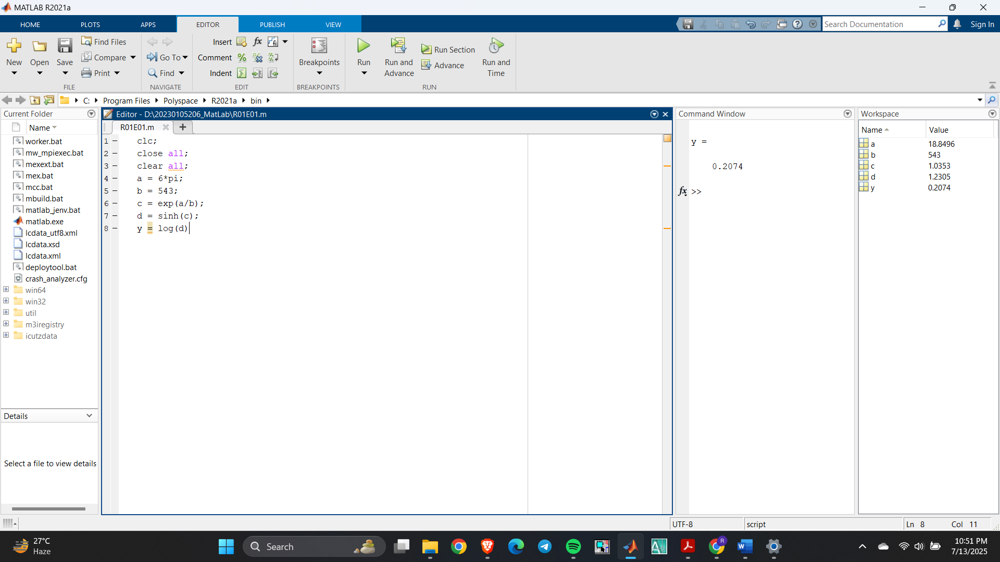 MATLAB R2021a
HOME PLOTS APPS EDITOR PUBLISH VIEW Search Documentation Sign In
New Open Save Find Files Compare Print
FILE
Go To Find
NAVIGATE
Insert fx
Comment
Indent
EDIT
Breakpoints
BREAKPOINTS
Run Run and Advance Run Section Advance Run and Time
RUN
C: Program Files Polyspace R2021a bin
Current Folder
Name
worker.bat
mw_mpiexec.bat
mexext.bat
mex.bat
mcc.bat
mbuild.bat
matlab_jenv.bat
matlab.exe
lcdata_utf8.xml
lcdata.xsd
lcdata.xml
deploytool.bat
crash_analyzer.cfg
win64
win32
util
m3iregistry
icutzdata
Details
Select a file to view details
Editor - D:\20230105206_MatLab\R01E01.m
R01E01.m
1 clc;
2 close all;
3 clear all;
4 a = 6*pi;
5 b = 543;
6 c = exp(a/b);
7 d = sinh(c);
8 y = log(d)
Command Window
y =
0.2074
fx >>
Workspace
Name Value
a 18.8496
b 543
c 1.0353
d 1.2305
y 0.2074
UTF-8 script Ln 8 Col 11
27°C
Haze
Search
10:51 PM
7/13/2025